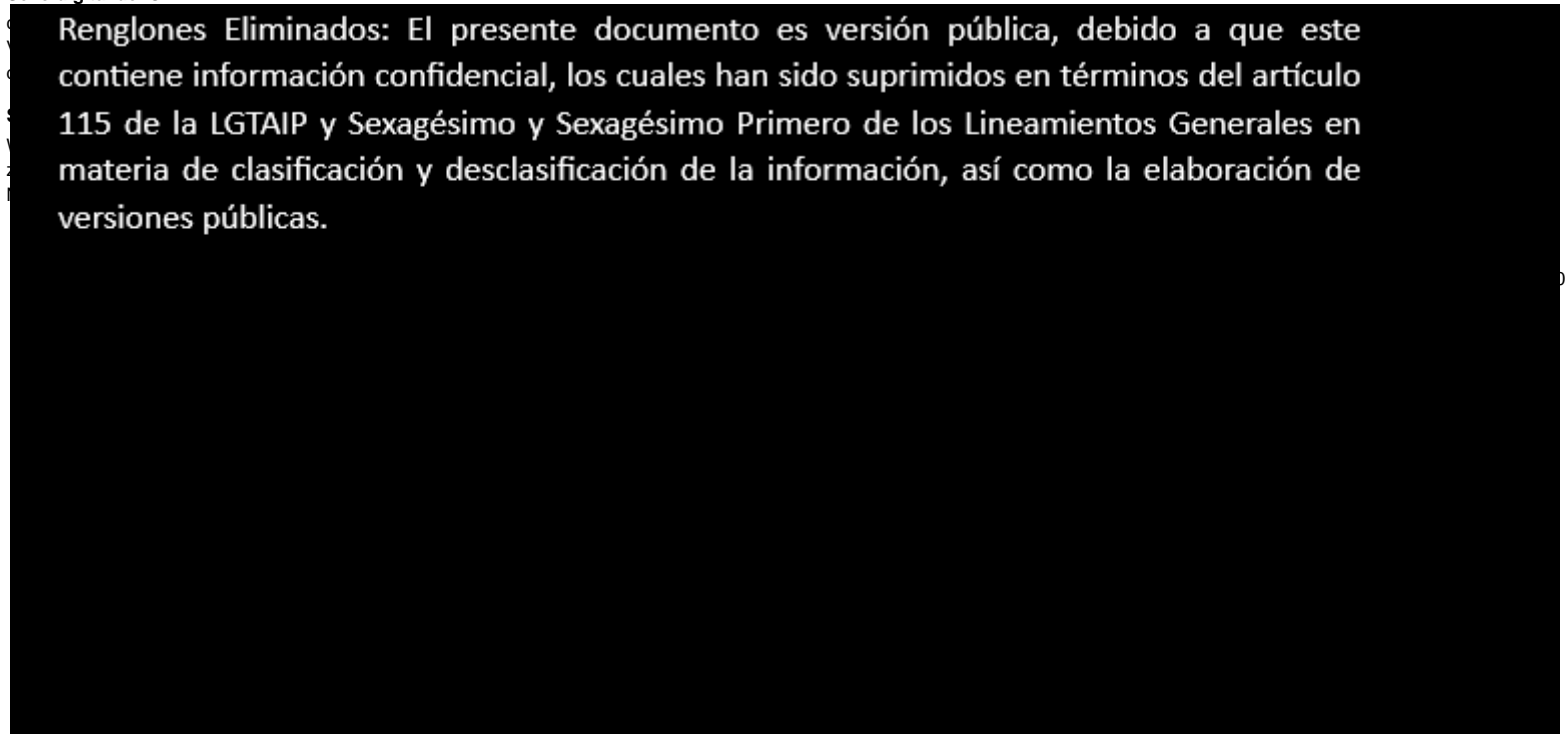 Renglones Eliminados: El presente documento es versión pública, debido a que este
contiene información confidencial, los cuales han sido suprimidos en términos del artículo
115 de la LGTAIP y Sexagésimo y Sexagésimo Primero de los Lineamientos Generales en
materia de clasificación y desclasificación de la información, así como la elaboración de
versiones públicas.